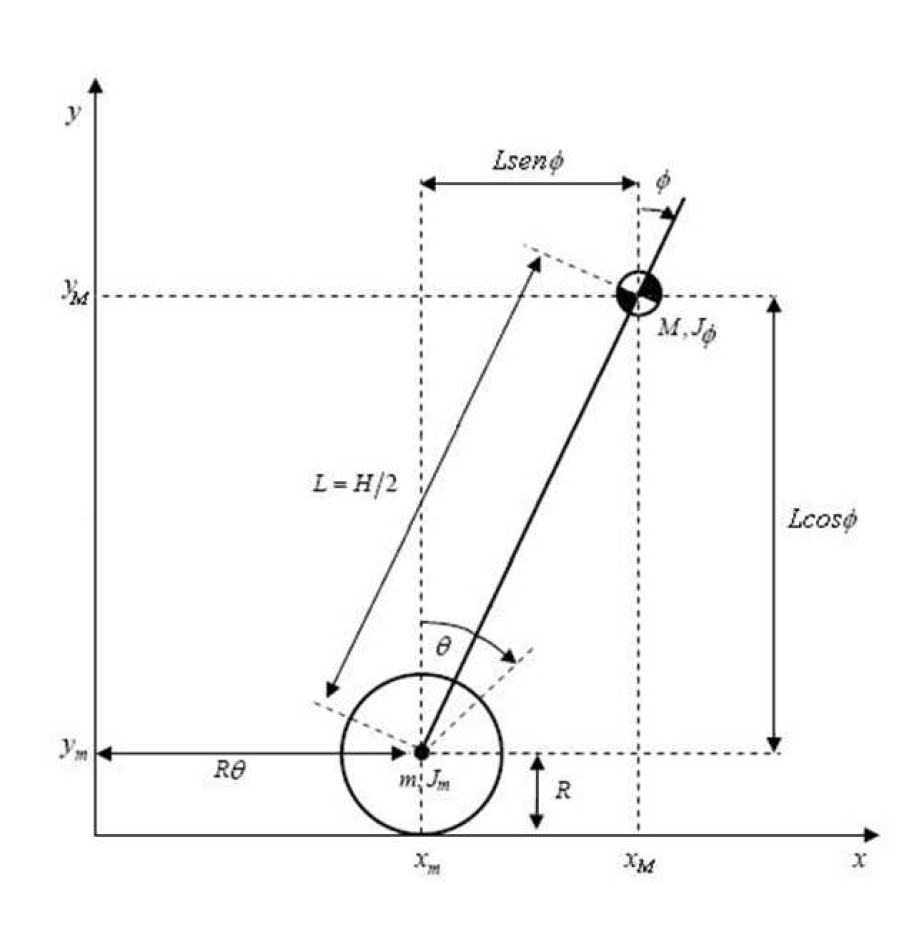 y
Lsenϕ
ϕ
y_M
M, J_ϕ
L = H/2
Lcosϕ
θ
y_m
Rθ
m, J_m
R
x_m
x_M
x